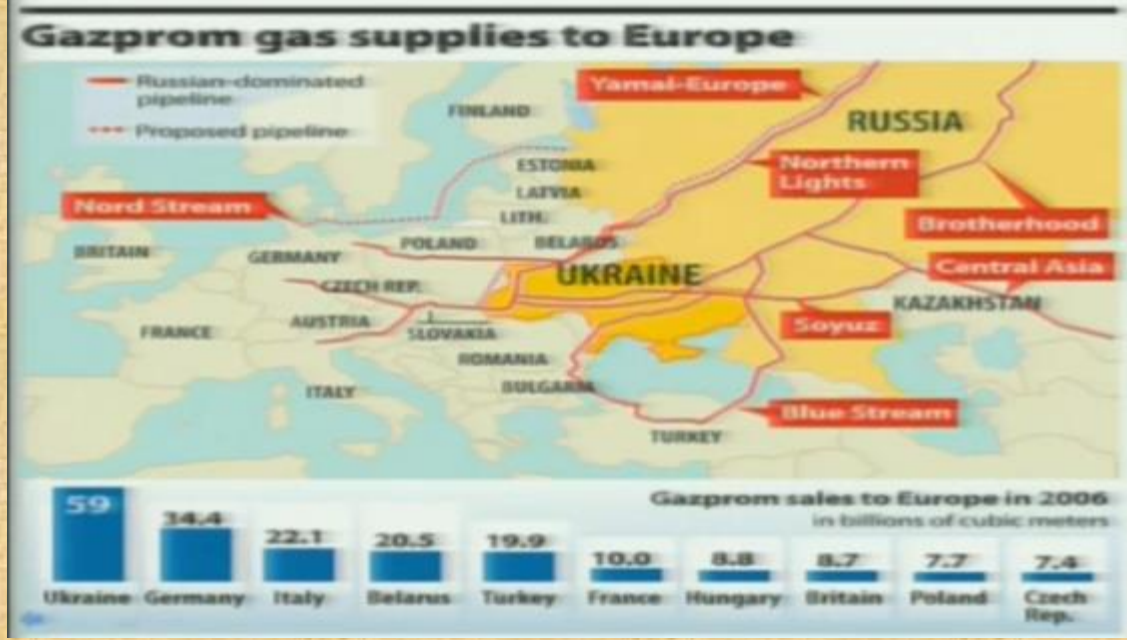 Gazprom gas supplies to Europe
Russian-dominated
pipeline
Proposed pipeline
Yamal-Europe
FINLAND
RUSSIA
ESTONIA
Northern
Lights
LATVIA
Nord Stream
LITH.
Brotherhood
BRITAIN
GERMANY
POLAND
BELAROS
UKRAINE
Central Asia
CZECH REP.
KAZAKHSTAN
AUSTRIA
FRANCE
SLOVAKIA
Soyuz
ROMANIA
ITALY
BULGARIA
Blue Stream
TURKEY
Gazprom sales to Europe in 2006
in billions of cubic meters
59 34.4 22.1 20.5 19.9 10.0 8.8 8.7 7.7 7.4
Ukraine Germany Italy Belarus Turkey France Hungary Britain Poland Czech
Rep.